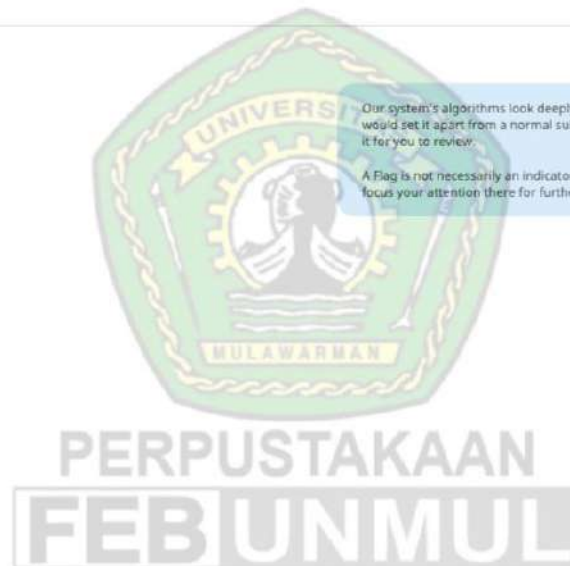 UNIVERSI
Our system's algorithms look deepl
would set it apart from a normal su
it for you to review.
A Flag is not necessarily an indicato
focus your attention there for furthe
MULAWARMAN
PERPUSTAKAAN
FEB UNMUL